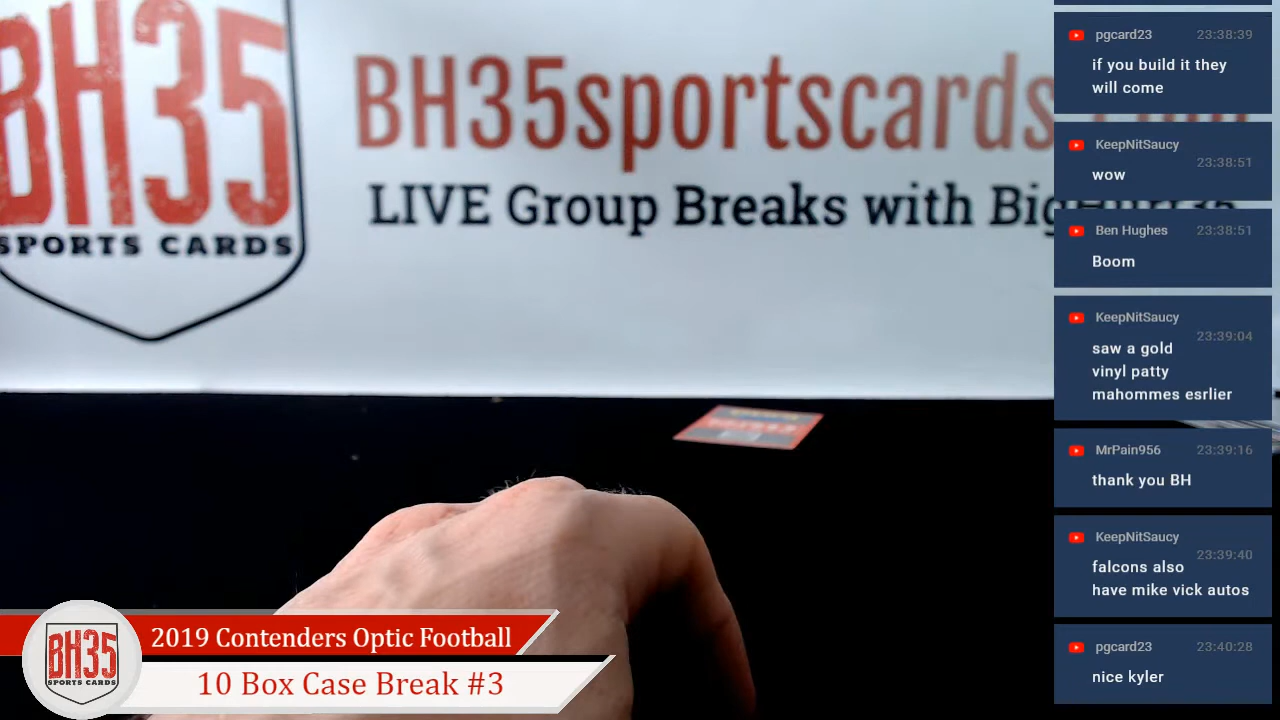 BH35
SPORTS CARDS
BH35sportscards
LIVE Group Breaks with BigHurt35
pgcard23 23:38:39
if you build it they
will come
KeepNitSaucy
23:38:51
wow
Ben Hughes 23:38:51
Boom
KeepNitSaucy
23:39:04
saw a gold
vinyl patty
mahommes esrlier
MrPain956 23:39:16
thank you BH
KeepNitSaucy
23:39:40
falcons also
have mike vick autos
pgcard23 23:40:28
nice kyler
BH35
SPORTS CARDS
2019 Contenders Optic Football
10 Box Case Break #3